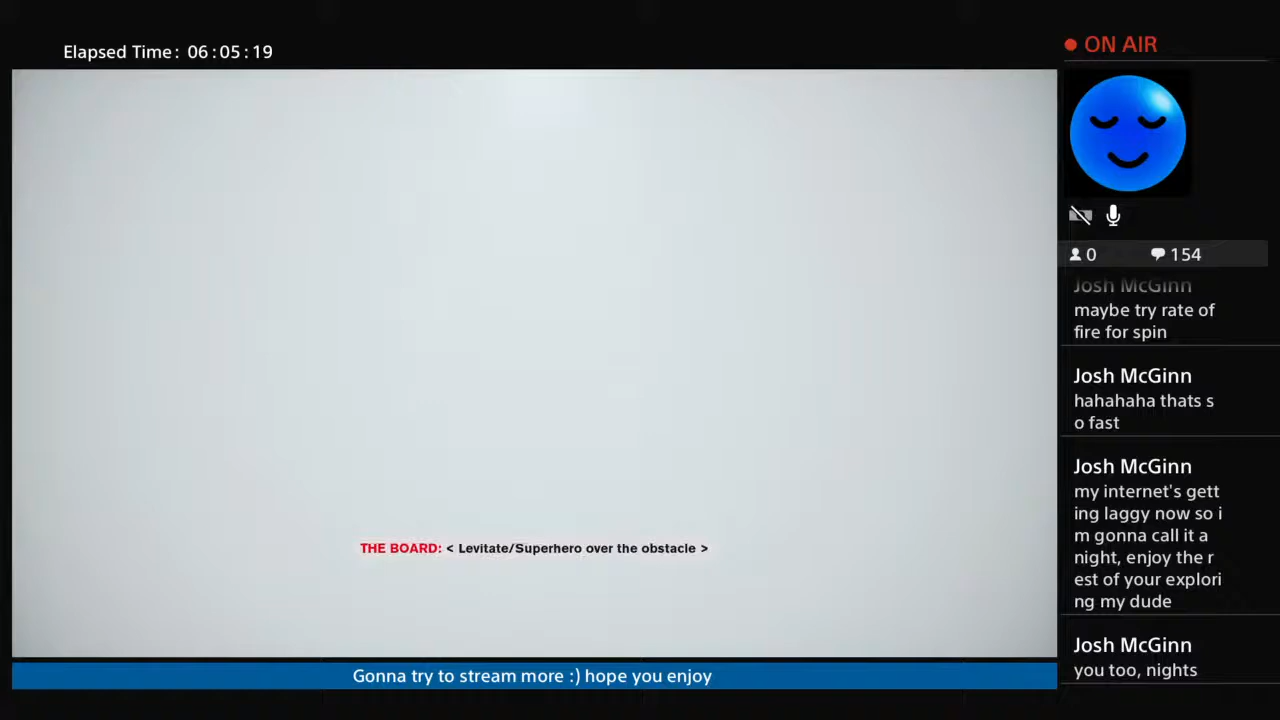 Elapsed Time: 06:05:19
ON AIR
0 154
Josh McGinn
maybe try rate of
fire for spin
Josh McGinn
hahahaha thats s
o fast
Josh McGinn
my internet's gett
ing laggy now so i
m gonna call it a
night, enjoy the r
est of your explori
ng my dude
Josh McGinn
you too, nights
THE BOARD: < Levitate/Superhero over the obstacle >
Gonna try to stream more :) hope you enjoy